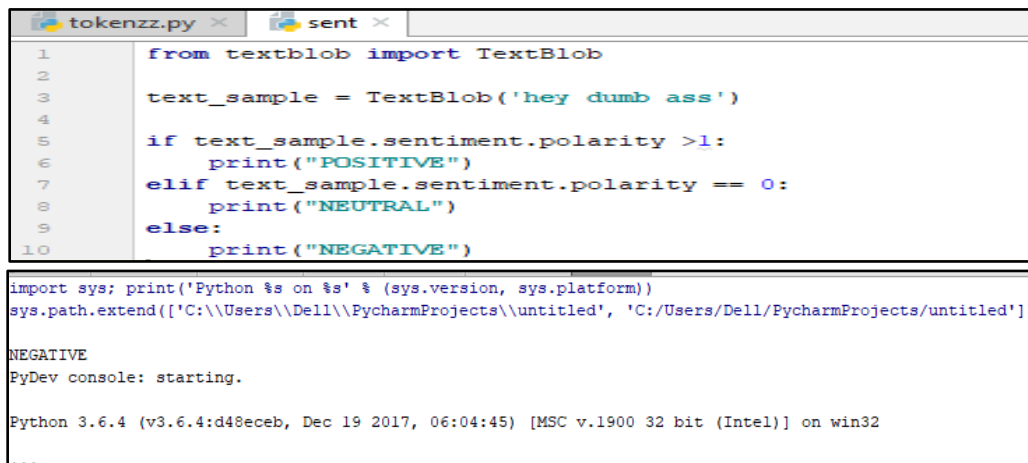 tokenzz.py sent
1 from textblob import TextBlob
2
3 text_sample = TextBlob('hey dumb ass')
4
5 if text_sample.sentiment.polarity >1:
6 print("POSITIVE")
7 elif text_sample.sentiment.polarity == 0:
8 print("NEUTRAL")
9 else:
10 print("NEGATIVE")
import sys; print('Python %s on %s' % (sys.version, sys.platform))
sys.path.extend(['C:\\Users\\Dell\\PycharmProjects\\untitled', 'C:/Users/Dell/PycharmProjects/untitled']
NEGATIVE
PyDev console: starting.
Python 3.6.4 (v3.6.4:d48eceb, Dec 19 2017, 06:04:45) [MSC v.1900 32 bit (Intel)] on win32